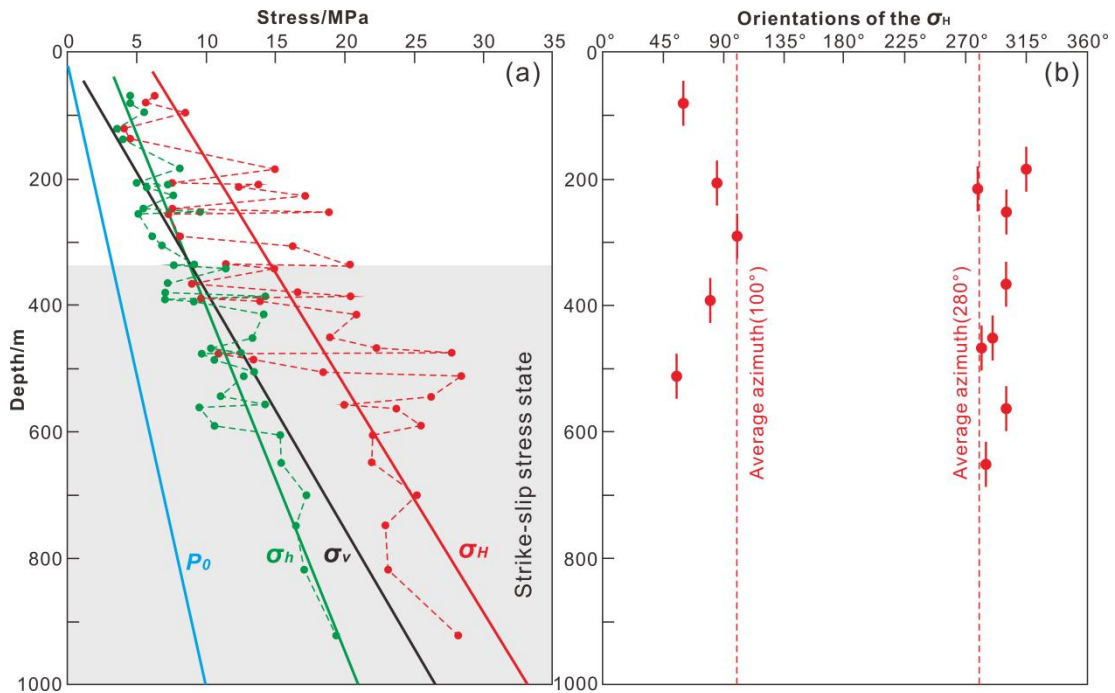 Stress/MPa
0 5 10 15 20 25 30 35
(a)
Depth/m
0
200
400
600
800
1000
P0
σh
σv
σH
Strike-slip stress state
Orientations of the σH
0° 45° 90° 135° 180° 225° 270° 315° 360°
(b)
0
200
400
600
800
1000
Average azimuth(100°)
Average azimuth(280°)